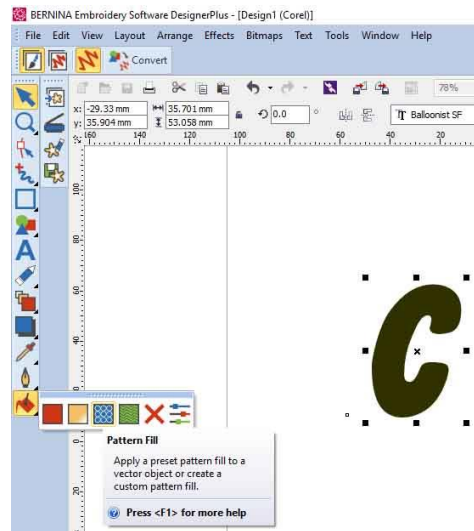 BERNINA Embroidery Software DesignerPlus - [Design1 (Corel)]
File Edit View Layout Arrange Effects Bitmaps Text Tools Window Help
Convert
78%
x: -29.33 mm 35.701 mm 0.0 ° Balloonist SF
y: 35.904 mm 53.058 mm
160 140 120 100 80 60 40 20
100
80
60
40
20
C
Pattern Fill
Apply a preset pattern fill to a
vector object or create a
custom pattern fill.
Press <F1> for more help